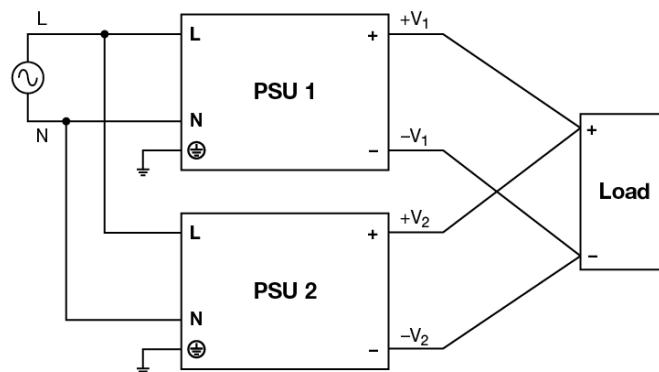 L
N
L
N
PSU 1
+
–
+V₁
–V₁
L
N
PSU 2
+
–
+V₂
–V₂
+
–
Load